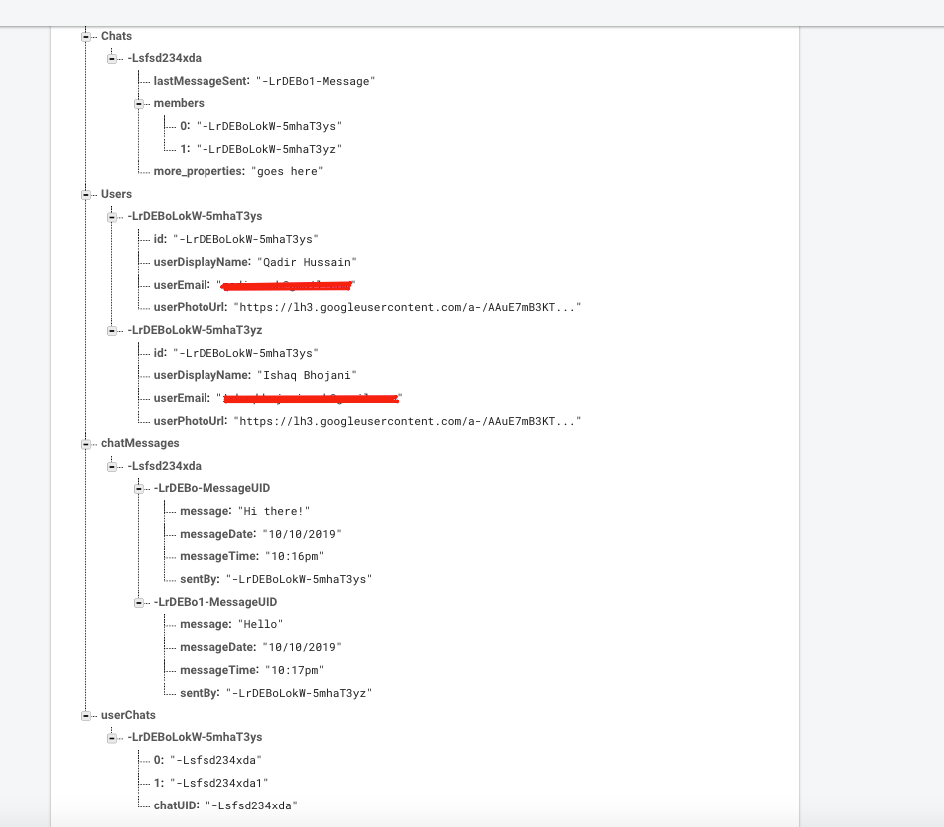 Chats
-Lsfsd234xda
lastMessageSent: "-LrDEBo1-Message"
members
0: "-LrDEBoLokW-5mhaT3ys"
1: "-LrDEBoLokW-5mhaT3yz"
more_properties: "goes here"
Users
-LrDEBoLokW-5mhaT3ys
id: "-LrDEBoLokW-5mhaT3ys"
userDisplayName: "Qadir Hussain"
userEmail: " "
userPhotoUrl: "https://lh3.googleusercontent.com/a-/AAuE7mB3KT..."
-LrDEBoLokW-5mhaT3yz
id: "-LrDEBoLokW-5mhaT3ys"
userDisplayName: "Ishaq Bhojani"
userEmail: " "
userPhotoUrl: "https://lh3.googleusercontent.com/a-/AAuE7mB3KT..."
chatMessages
-Lsfsd234xda
-LrDEBo-MessageUID
message: "Hi there!"
messageDate: "10/10/2019"
messageTime: "10:16pm"
sentBy: "-LrDEBoLokW-5mhaT3ys"
-LrDEBo1-MessageUID
message: "Hello"
messageDate: "10/10/2019"
messageTime: "10:17pm"
sentBy: "-LrDEBoLokW-5mhaT3yz"
userChats
-LrDEBoLokW-5mhaT3ys
0: "-Lsfsd234xda"
1: "-Lsfsd234xda1"
chatUID: "-Lsfsd234xda"